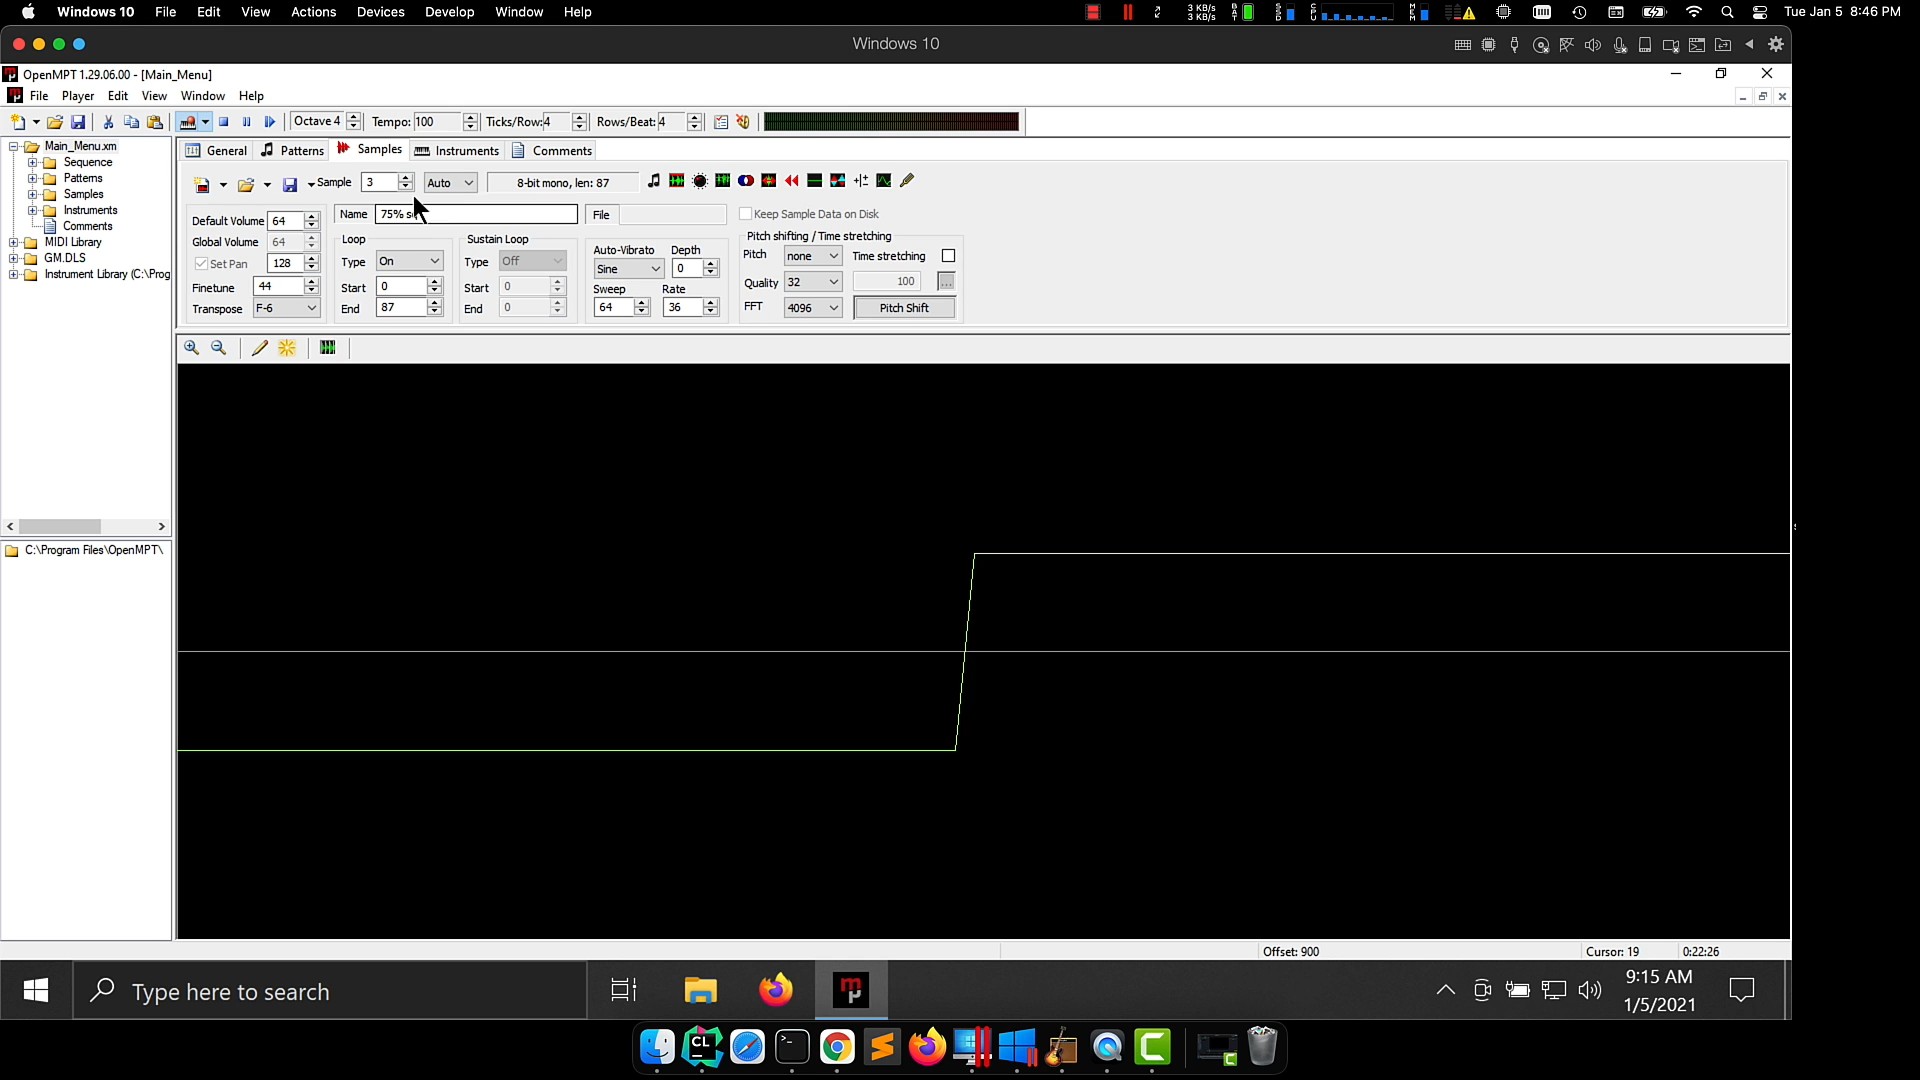 Windows 10 File Edit View Actions Devices Develop Window Help
3 KB/s
3 KB/s
BAT SSD CPU MEM
Tue Jan 5 8:46 PM
Windows 10
OpenMPT 1.29.06.00 - [Main_Menu]
File Player Edit View Window Help
Octave 4 Tempo: 100 Ticks/Row: 4 Rows/Beat: 4
Main_Menu.xm
Sequence
Patterns
Samples
Instruments
Comments
MIDI Library
GM.DLS
Instrument Library (C:\Prog
C:\Program Files\OpenMPT\
General Patterns Samples Instruments Comments
Sample 3 Auto 8-bit mono, len: 87
Default Volume 64
Global Volume 64
Set Pan 128
Finetune 44
Transpose F-6
Name 75% s
File
Loop
Type On
Start 0
End 87
Sustain Loop
Type Off
Start 0
End 0
Auto-Vibrato Depth
Sine 0
Sweep Rate
64 36
Keep Sample Data on Disk
Pitch shifting / Time stretching
Pitch none Time stretching
Quality 32 100 ...
FFT 4096 Pitch Shift
Offset: 900 Cursor: 19 0:22:26
Type here to search
9:15 AM
1/5/2021
CL